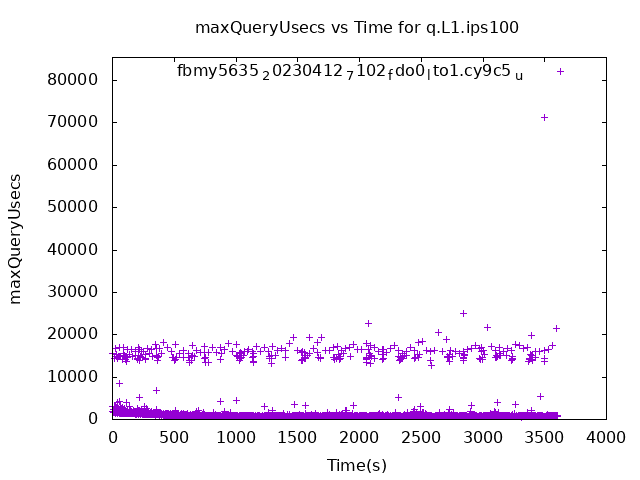 maxQueryUsecs vs Time for q.L1.ips100
fbmy5635₂0230412₇102_fdo0_lto1.cy9c5_u
maxQueryUsecs
80000
70000
60000
50000
40000
30000
20000
10000
0
0 500 1000 1500 2000 2500 3000 3500 4000
Time(s)